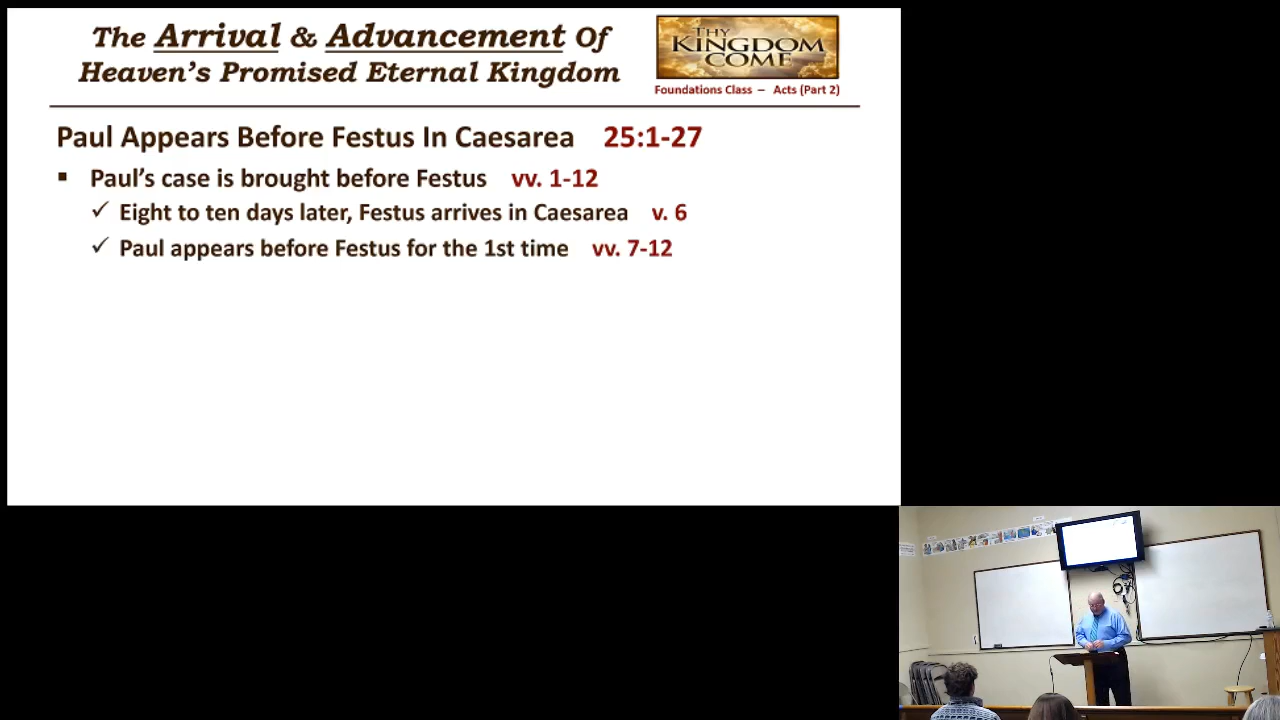 The Arrival & Advancement Of
Heaven's Promised Eternal Kingdom
THY
KINGDOM
COME
Foundations Class – Acts (Part 2)
Paul Appears Before Festus In Caesarea 25:1-27
▪ Paul's case is brought before Festus vv. 1-12
✓ Eight to ten days later, Festus arrives in Caesarea v. 6
✓ Paul appears before Festus for the 1st time vv. 7-12